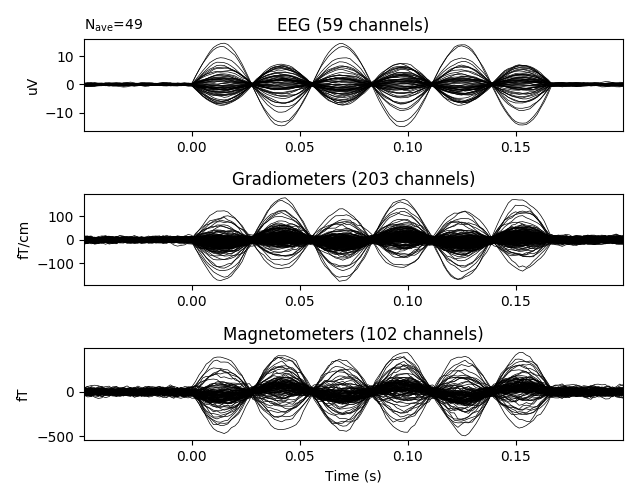 Nave=49
EEG (59 channels)
10
0
−10
uV
0.00 0.05 0.10 0.15
Gradiometers (203 channels)
100
0
−100
fT/cm
0.00 0.05 0.10 0.15
Magnetometers (102 channels)
0
−500
fT
0.00 0.05 0.10 0.15
Time (s)